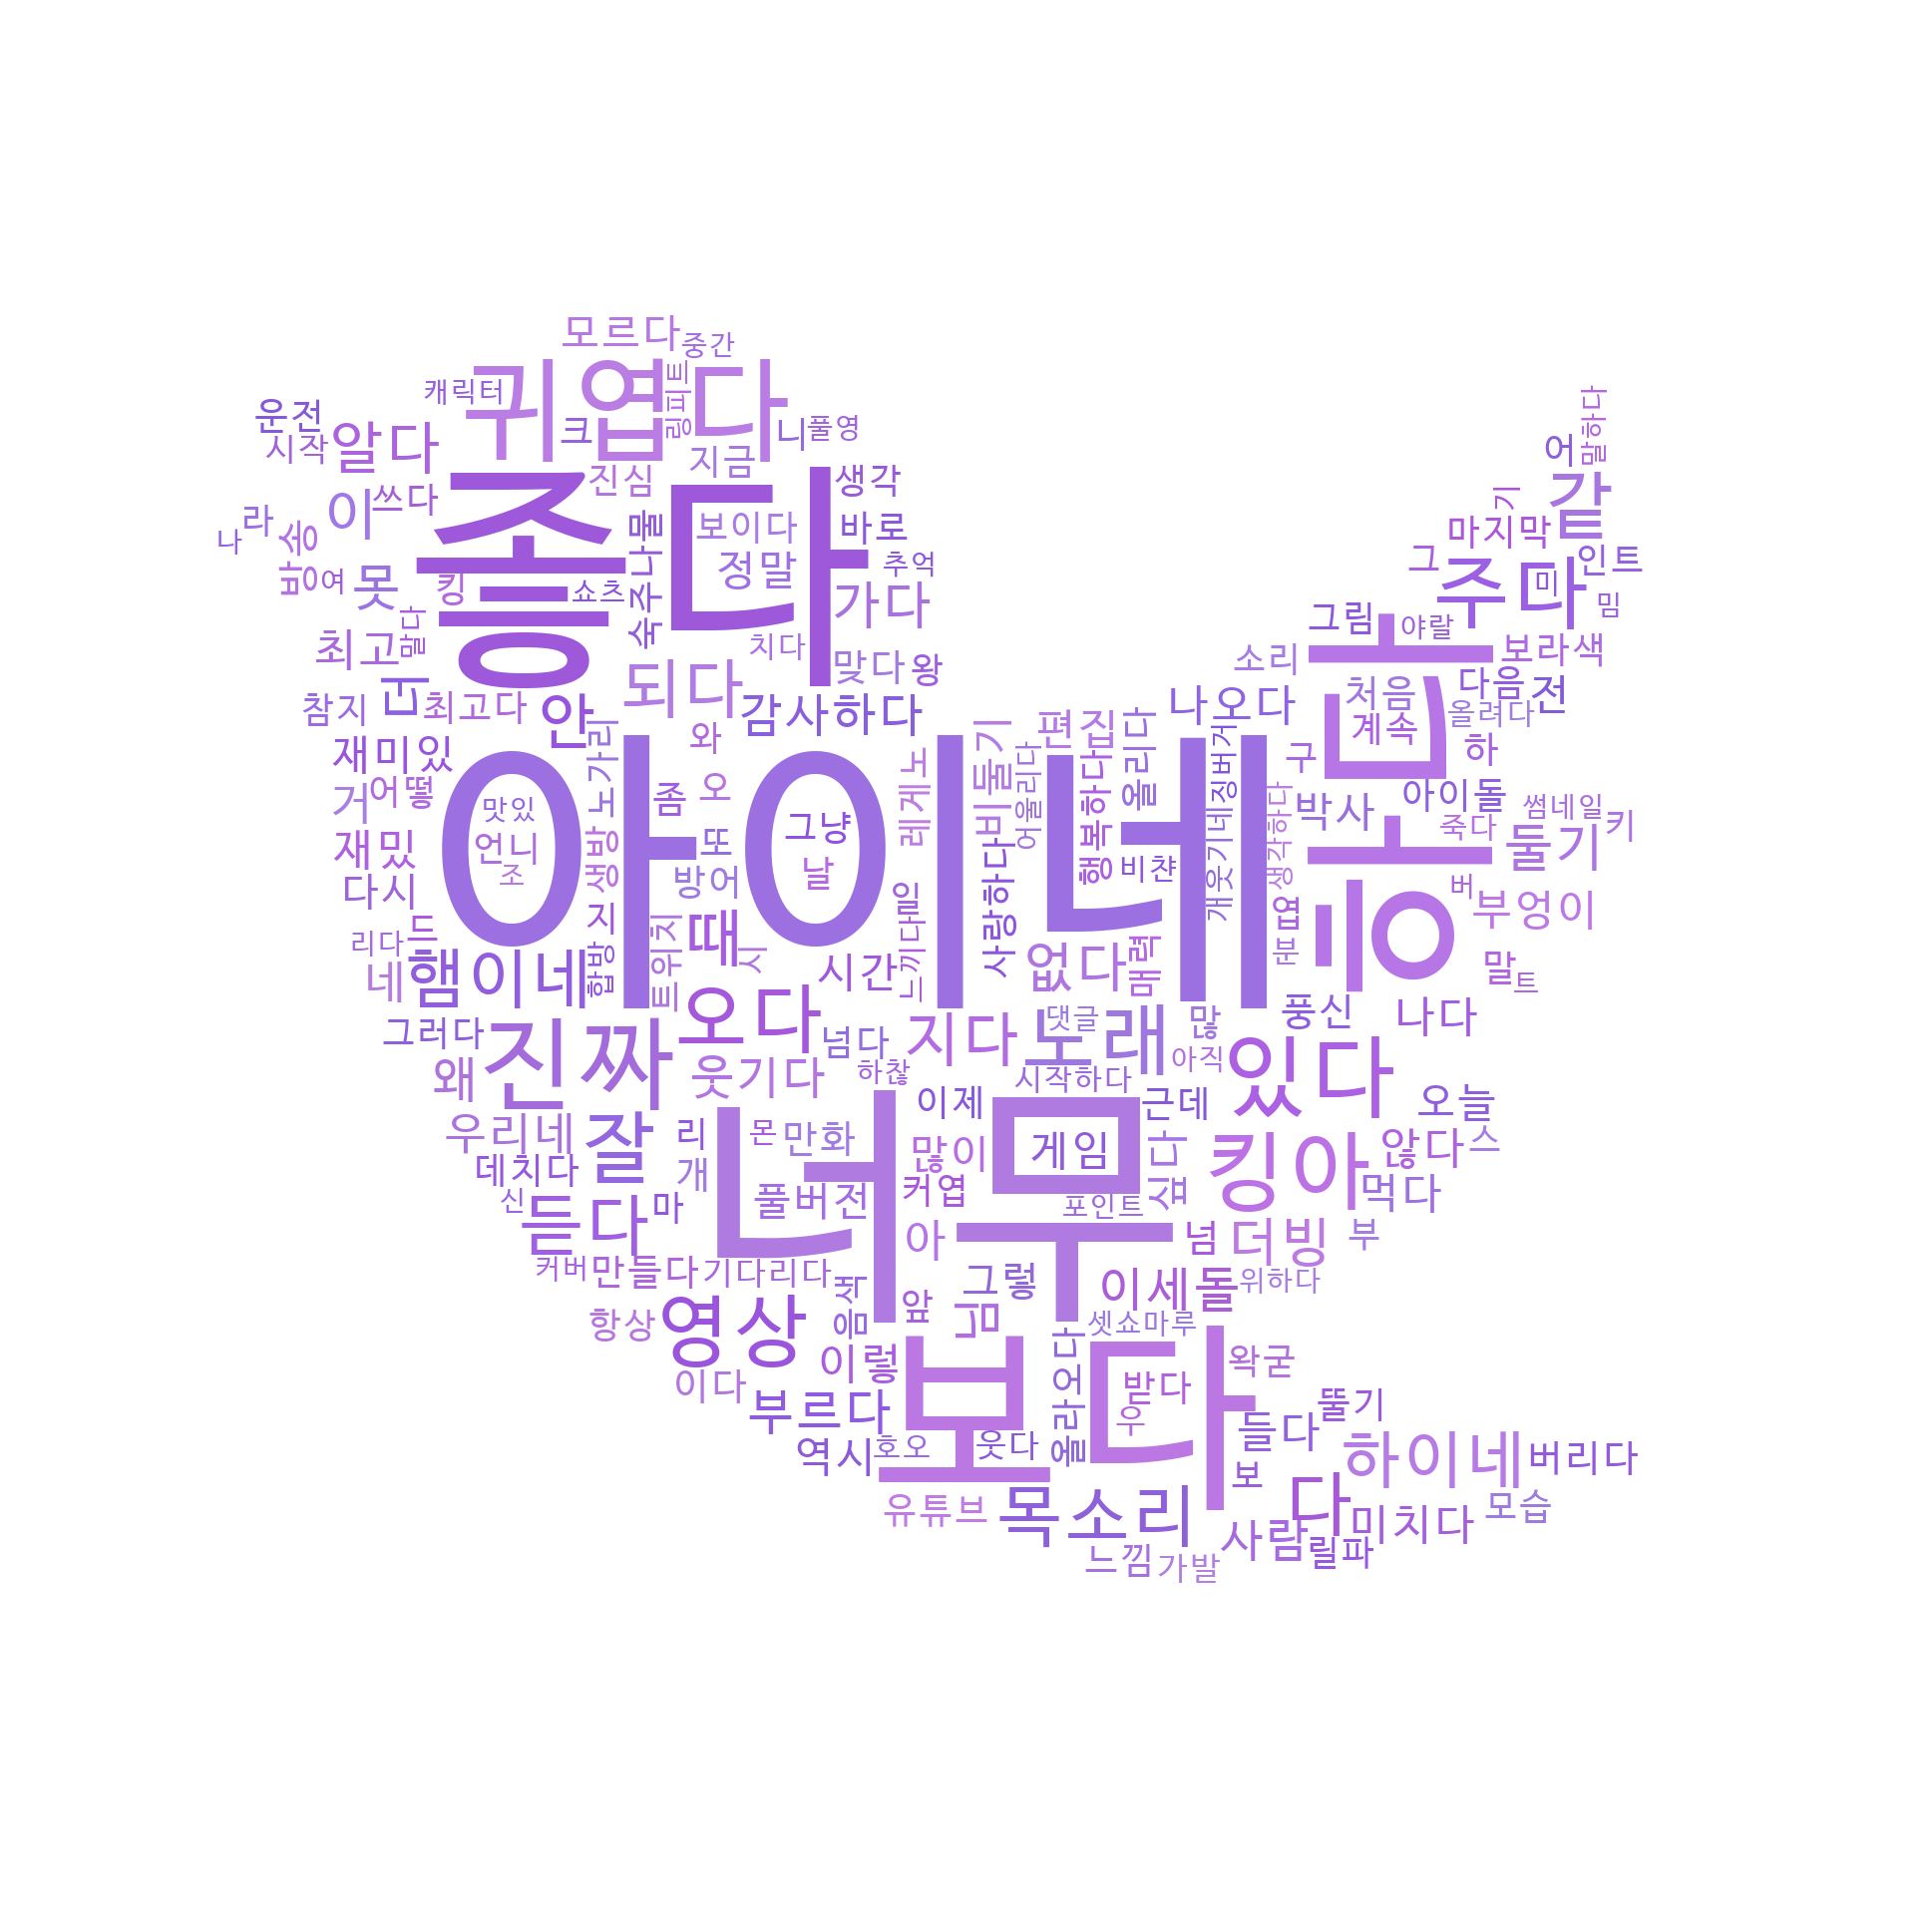 모르다
중간
귀엽다
캐릭터
링피트
크
니
풀영
운전
시작
알다
지금
진심
좋다
생각
보이다
바로
정말
추억
가다
숙주나물
쇼츠
킹
치다
맞다
왕
이
쓰다
라
나
방송
여
못
최고
말다
더
최고다
참지
되다
안
감사하다
와
재미있
거
어떻
재밌
다시
드
리다
네
햄이네
아이네
맛있
언니
조
노가리
생방
합방
지
좀
오
또
방어
때
트위치
시
그냥
날
레게노
일
느끼다
비둘기
사랑하다
어울리다
편집
행복하다
올리다
비챤
매력
없다
시간
개웃기네
징버거
생각하다
나오다
구
박사
엽
분
소리
그림
야랄
노
마지막
그
기
어
말하다
같
주다
미
인트
밈
보라색
처음
계속
다음
전
올려다
하
아이돌
썸네일
죽다
둘기
키
버
부엉이
말
트
풍신
나다
그러다
왜
진짜
오다
웃기다
넘다
하찮
지다
노래
댓글
많
아직
시작하다
있다
오늘
우리네
데치다
신
잘
듣다
마
리
개
몬
만화
너무
풀버전
이제
많이
커엽
게임
근데
싶다
포인트
킹아
않다
스
먹다
아
넘
더빙
부
커버
만들다
기다리다
음색
앞
그렇
님
이세돌
위하다
항상
영상
이다
이렇
부르다
역시
호오
보다
셋쇼마루
올라오다
받다
우
웃다
왁굳
들다
뚤기
보
하이네
버리다
다
미치다
모습
유튜브
목소리
사람
릴파
느낌
가발